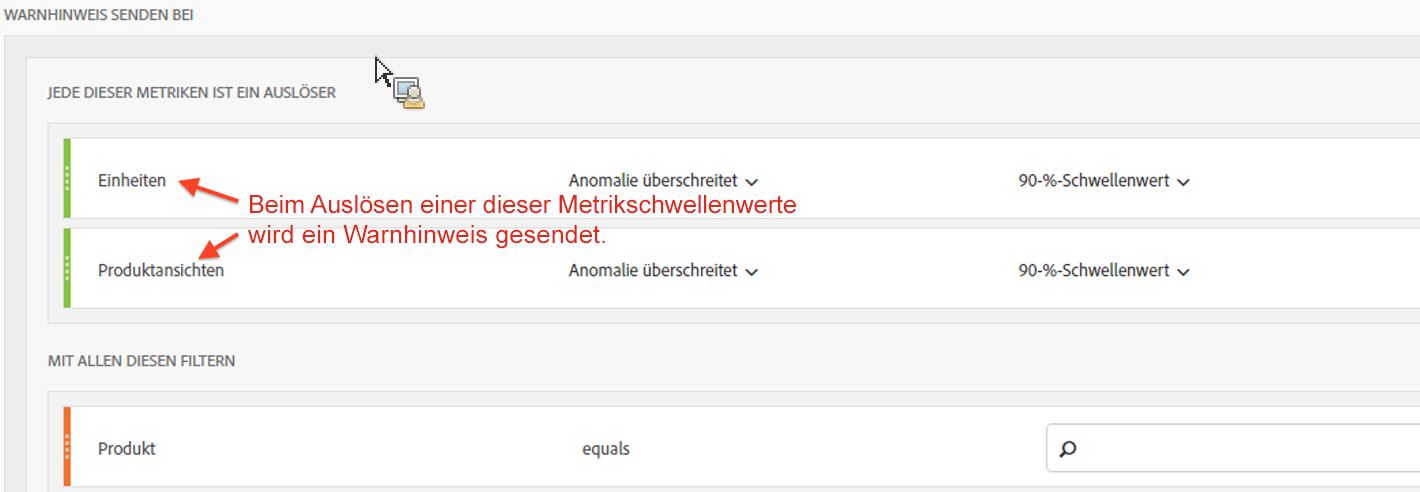 WARNHINWEIS SENDEN BEI
JEDE DIESER METRIKEN IST EIN AUSLÖSER
Einheiten Anomalie überschreitet 90-%-Schwellenwert
Beim Auslösen einer dieser Metrikschwellenwerte
wird ein Warnhinweis gesendet.
Produktansichten Anomalie überschreitet 90-%-Schwellenwert
MIT ALLEN DIESEN FILTERN
Produkt equals